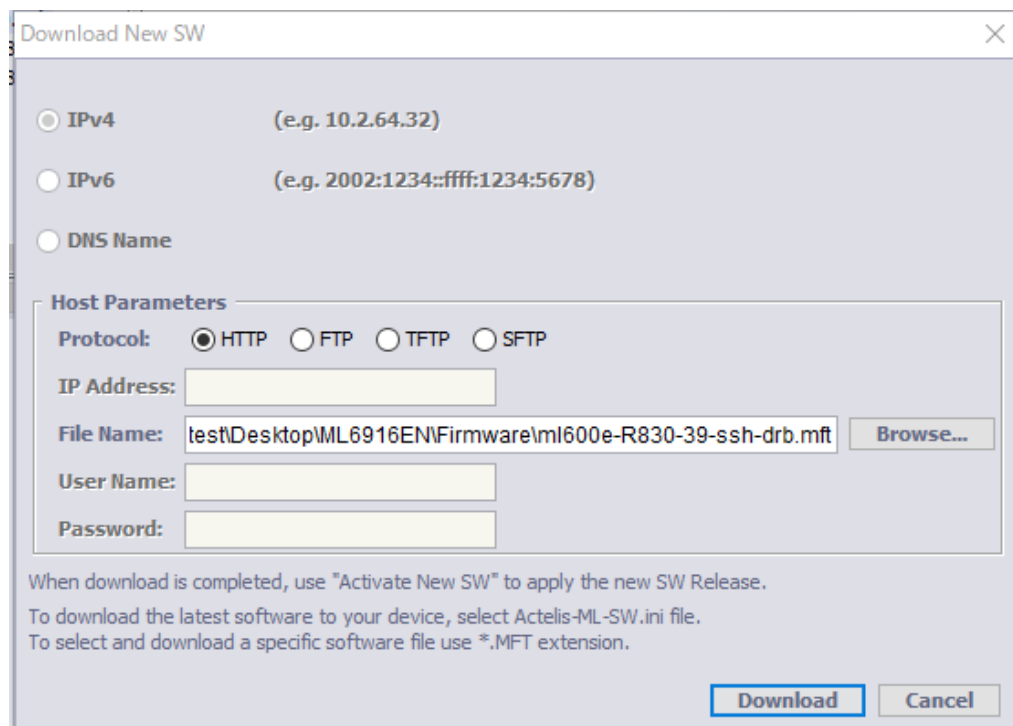 Download New SW
IPv4 (e.g. 10.2.64.32)
IPv6 (e.g. 2002:1234::ffff:1234:5678)
DNS Name
Host Parameters
Protocol: HTTP FTP TFTP SFTP
IP Address:
File Name: test\Desktop\ML6916EN\Firmware\ml600e-R830-39-ssh-drb.mft Browse...
User Name:
Password:
When download is completed, use "Activate New SW" to apply the new SW Release.
To download the latest software to your device, select Actelis-ML-SW.ini file.
To select and download a specific software file use *.MFT extension.
Download Cancel